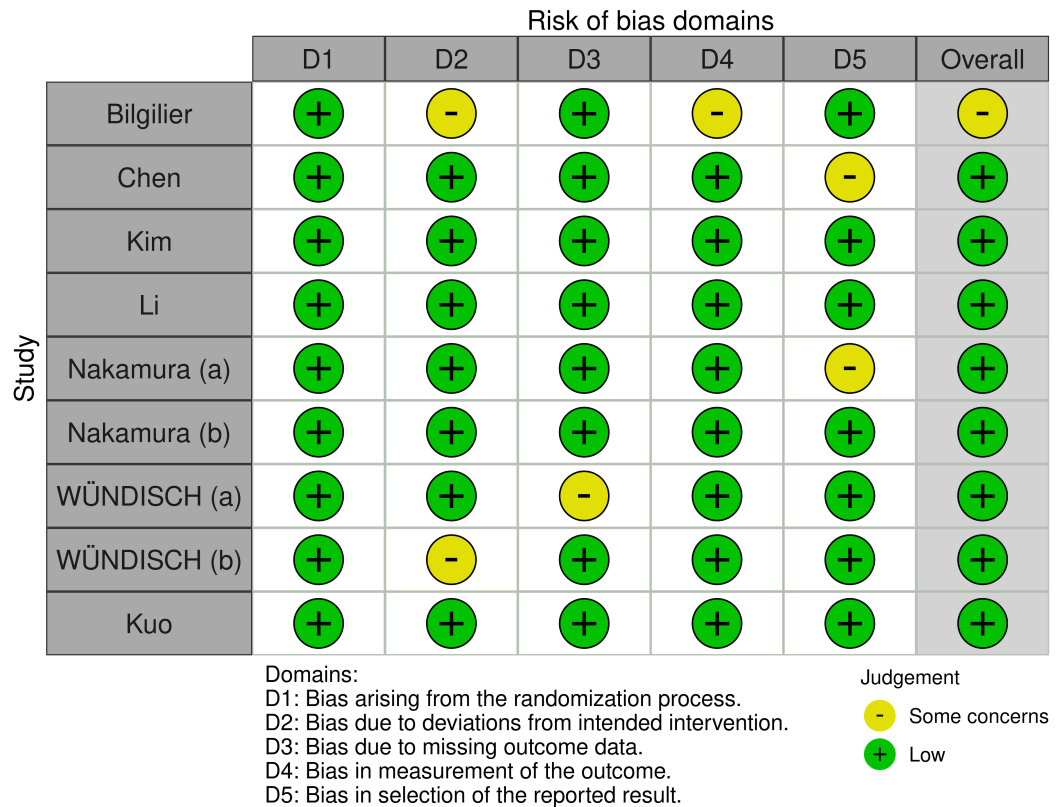 Risk of bias domains
D1 D2 D3 D4 D5 Overall
Study
Bilgilier + - + - + -
Chen + + + + - +
Kim + + + + + +
Li + + + + + +
Nakamura (a) + + + + - +
Nakamura (b) + + + + + +
WÜNDISCH (a) + + - + + +
WÜNDISCH (b) + - + + + +
Kuo + + + + + +
Domains:
D1: Bias arising from the randomization process.
D2: Bias due to deviations from intended intervention.
D3: Bias due to missing outcome data.
D4: Bias in measurement of the outcome.
D5: Bias in selection of the reported result.
Judgement
- Some concerns
+ Low